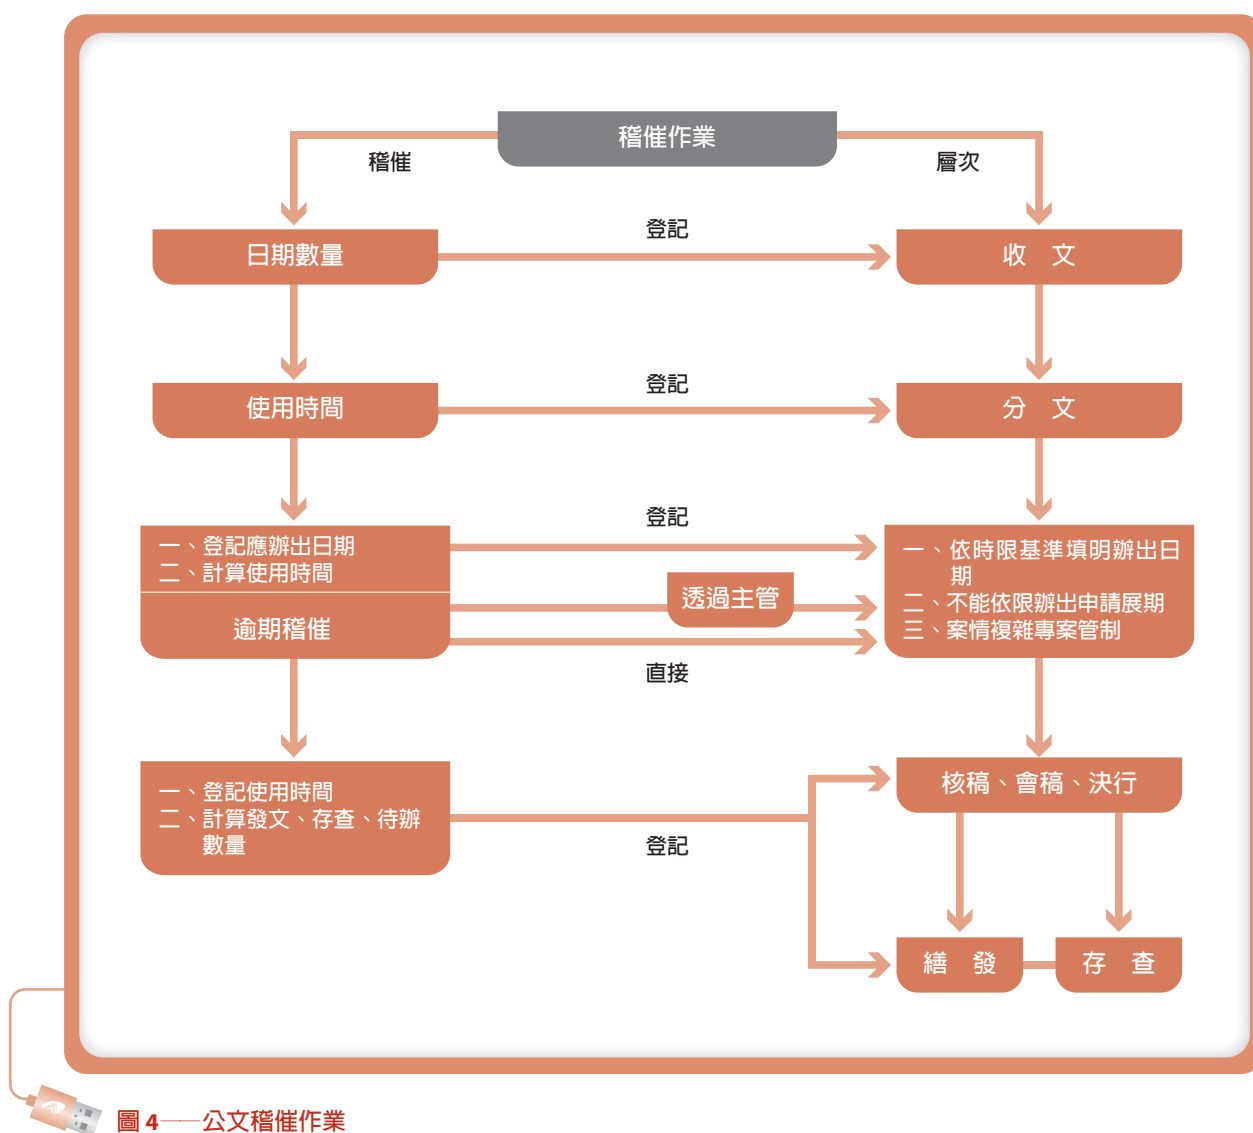 稽催作業
稽催
層次
日期數量
登記
收 文
使用時間
登記
分 文
一、登記應辦出日期
二、計算使用時間
逾期稽催
登記
透過主管
直接
一、依時限基準填明辦出日
期
二、不能依限辦出申請展期
三、案情複雜專案管制
一、登記使用時間
二、計算發文、存查、待辦
數量
登記
核稿、會稿、決行
繕 發
存 查
圖 4——公文稽催作業